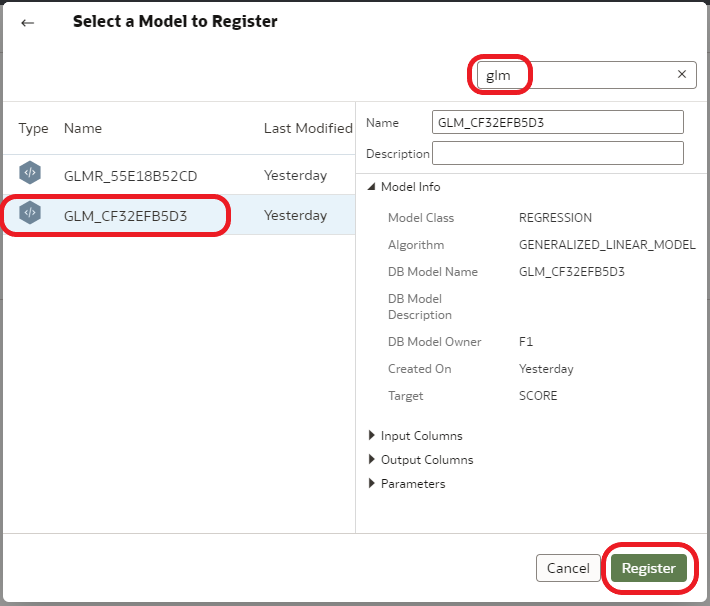 ← Select a Model to Register
glm ×
Type Name Last Modified
</> GLMR_55E18B52CD Yesterday
</> GLM_CF32EFB5D3 Yesterday
Name GLM_CF32EFB5D3
Description
Model Info
Model Class REGRESSION
Algorithm GENERALIZED_LINEAR_MODEL
DB Model Name GLM_CF32EFB5D3
DB Model
Description
DB Model Owner F1
Created On Yesterday
Target SCORE
Input Columns
Output Columns
Parameters
Cancel Register